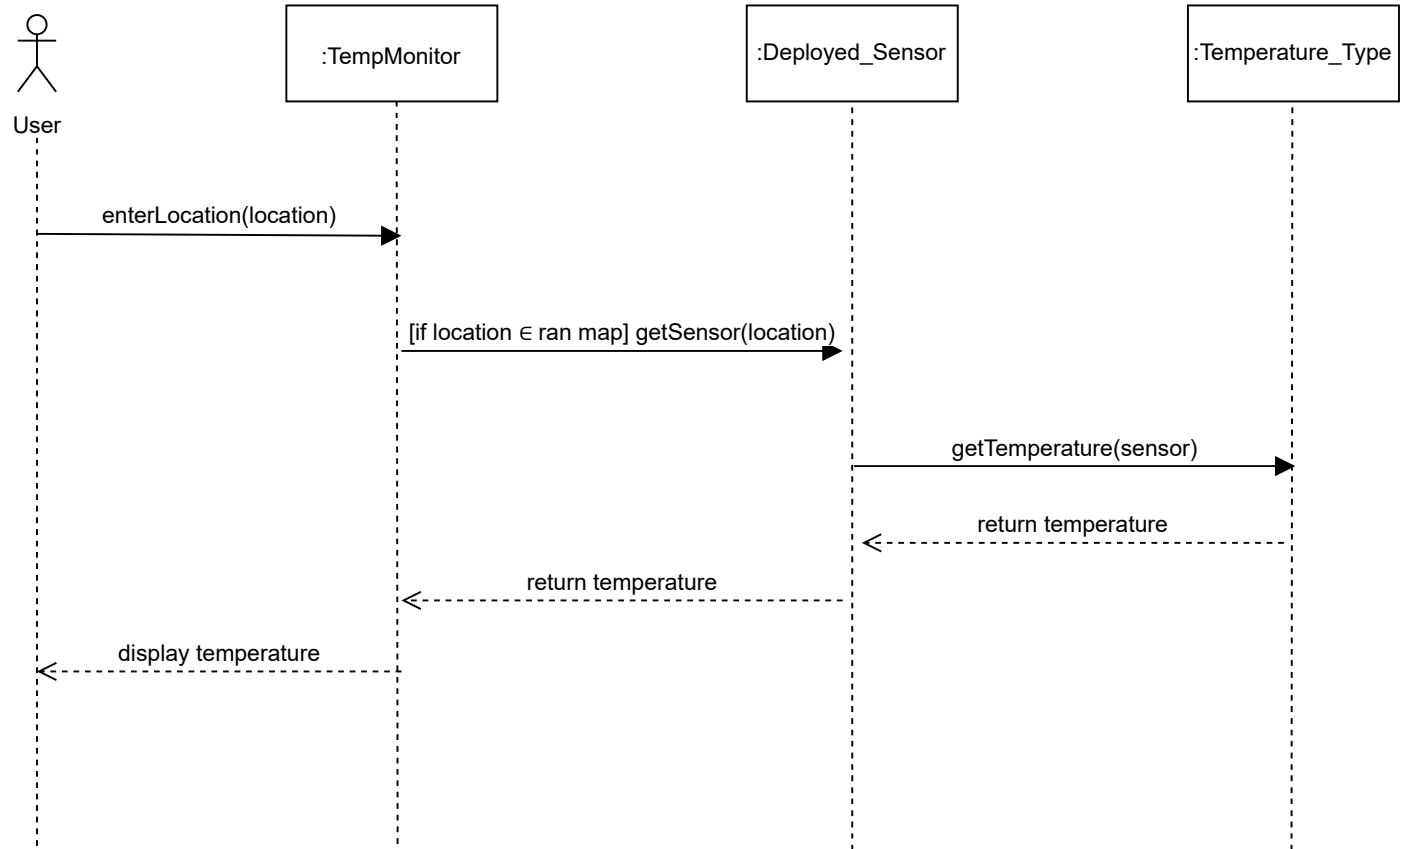 :TempMonitor
:Deployed_Sensor
:Temperature_Type
User
enterLocation(location)
[if location ∈ ran map] getSensor(location)
getTemperature(sensor)
return temperature
return temperature
display temperature